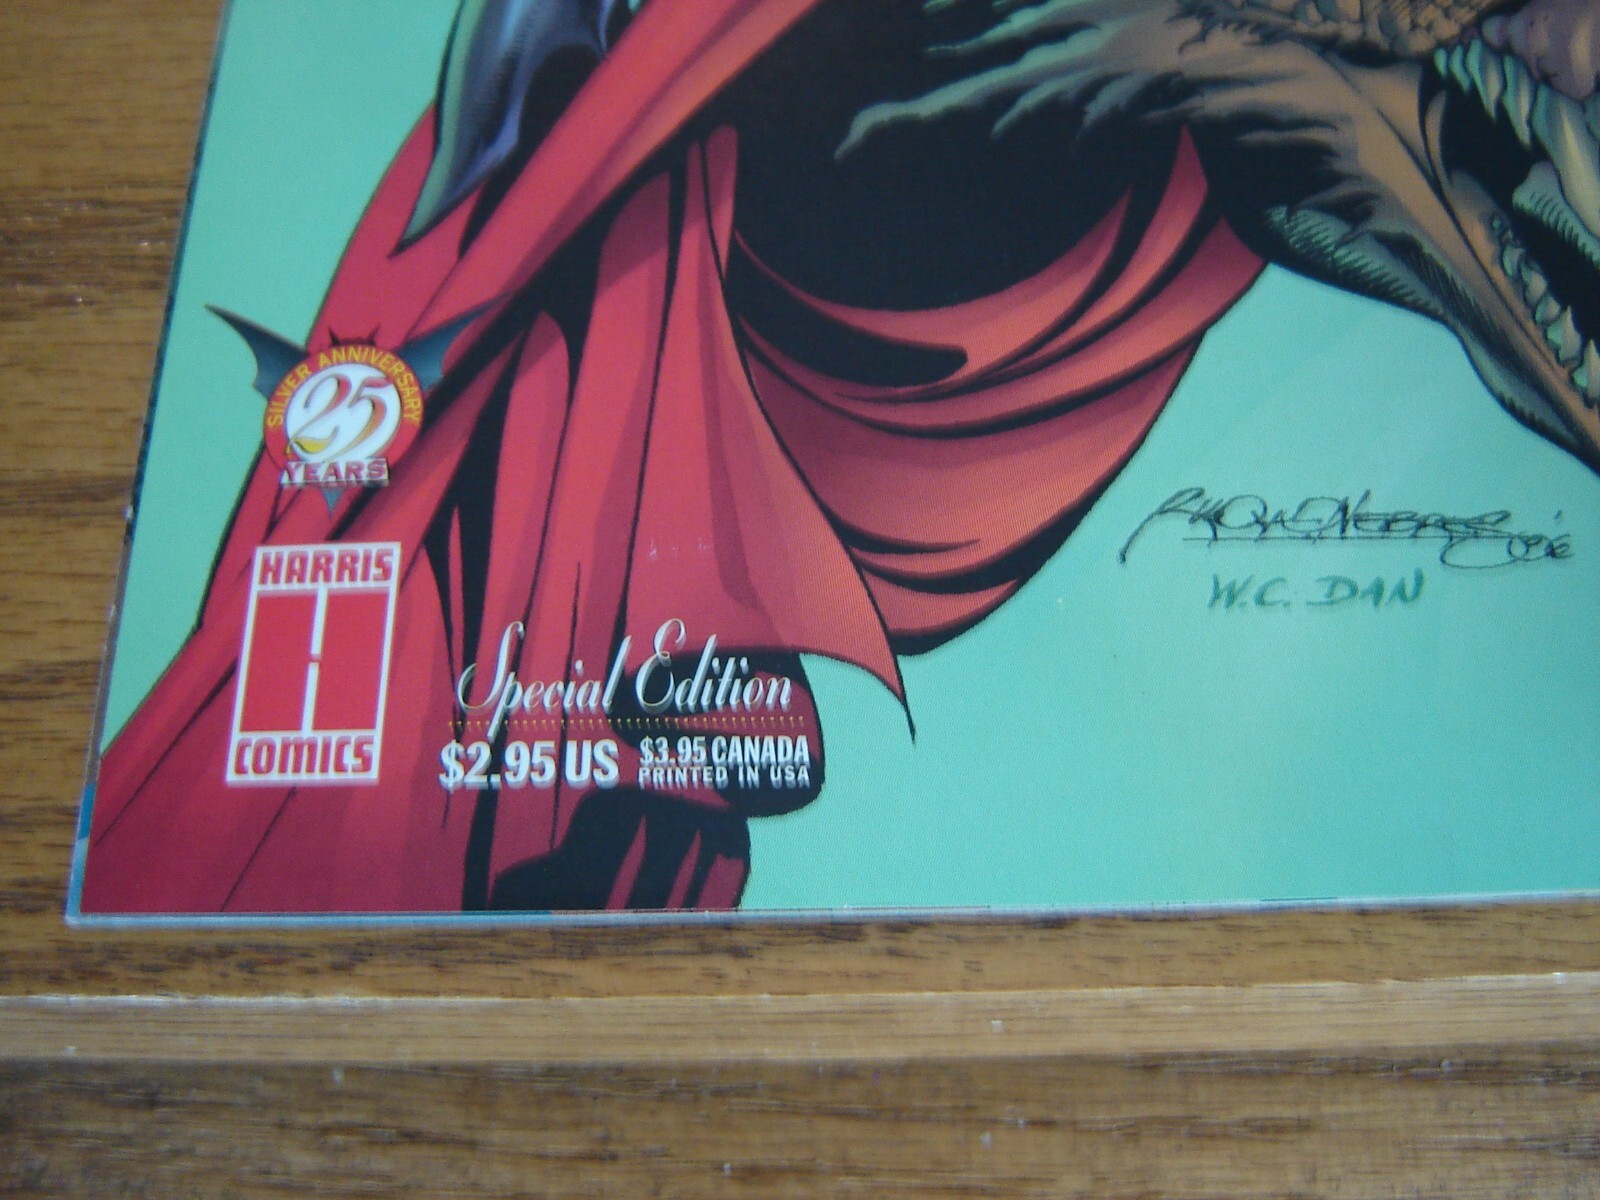 SILVER ANNIVERSARY
25
YEARS
HARRIS
COMICS
Special Edition
$2.95 US $3.95 CANADA
PRINTED IN USA
W.C. DAN